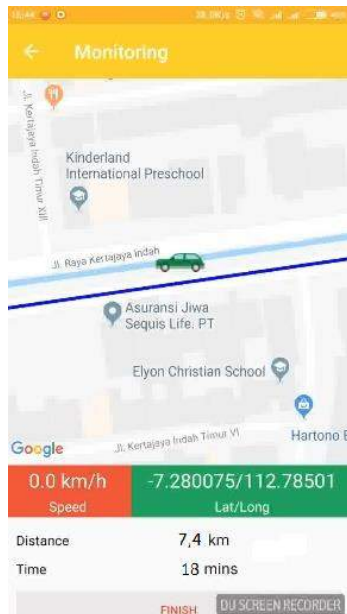 Monitoring
Jl. Kertajaya Indah Timur XIII
Kinderland
International Preschool
Jl. Raya Kertajaya Indah
Asuransi Jiwa
Sequis Life. PT
Elyon Christian School
Hartono E
Jl. Kertajaya Indah Timur VI
Google
0.0 km/h
-7.280075/112.78501
Speed
Lat/Long
Distance
7,4 km
Time
18 mins
FINISH
DU SCREEN RECORDER